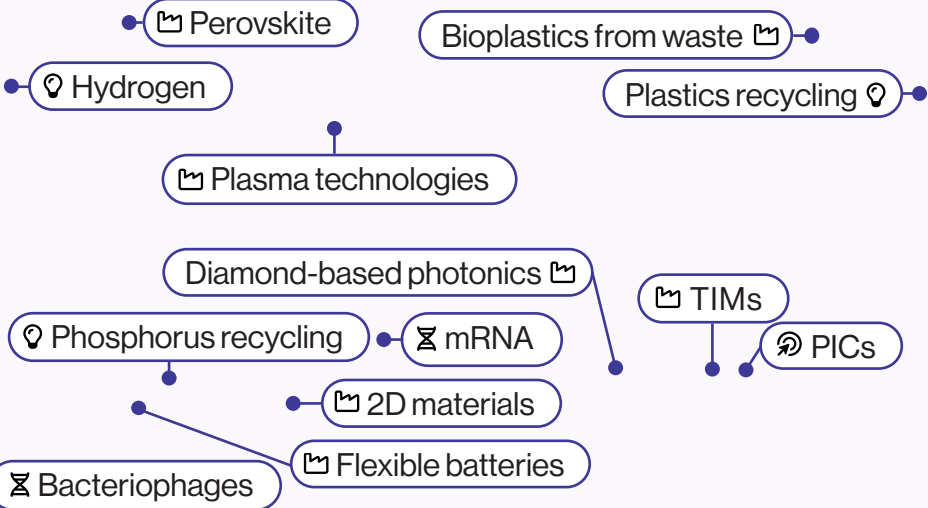 Perovskite
Bioplastics from waste
Hydrogen
Plastics recycling
Plasma technologies
Diamond-based photonics
TIMs
Phosphorus recycling
mRNA
PICs
2D materials
Flexible batteries
Bacteriophages